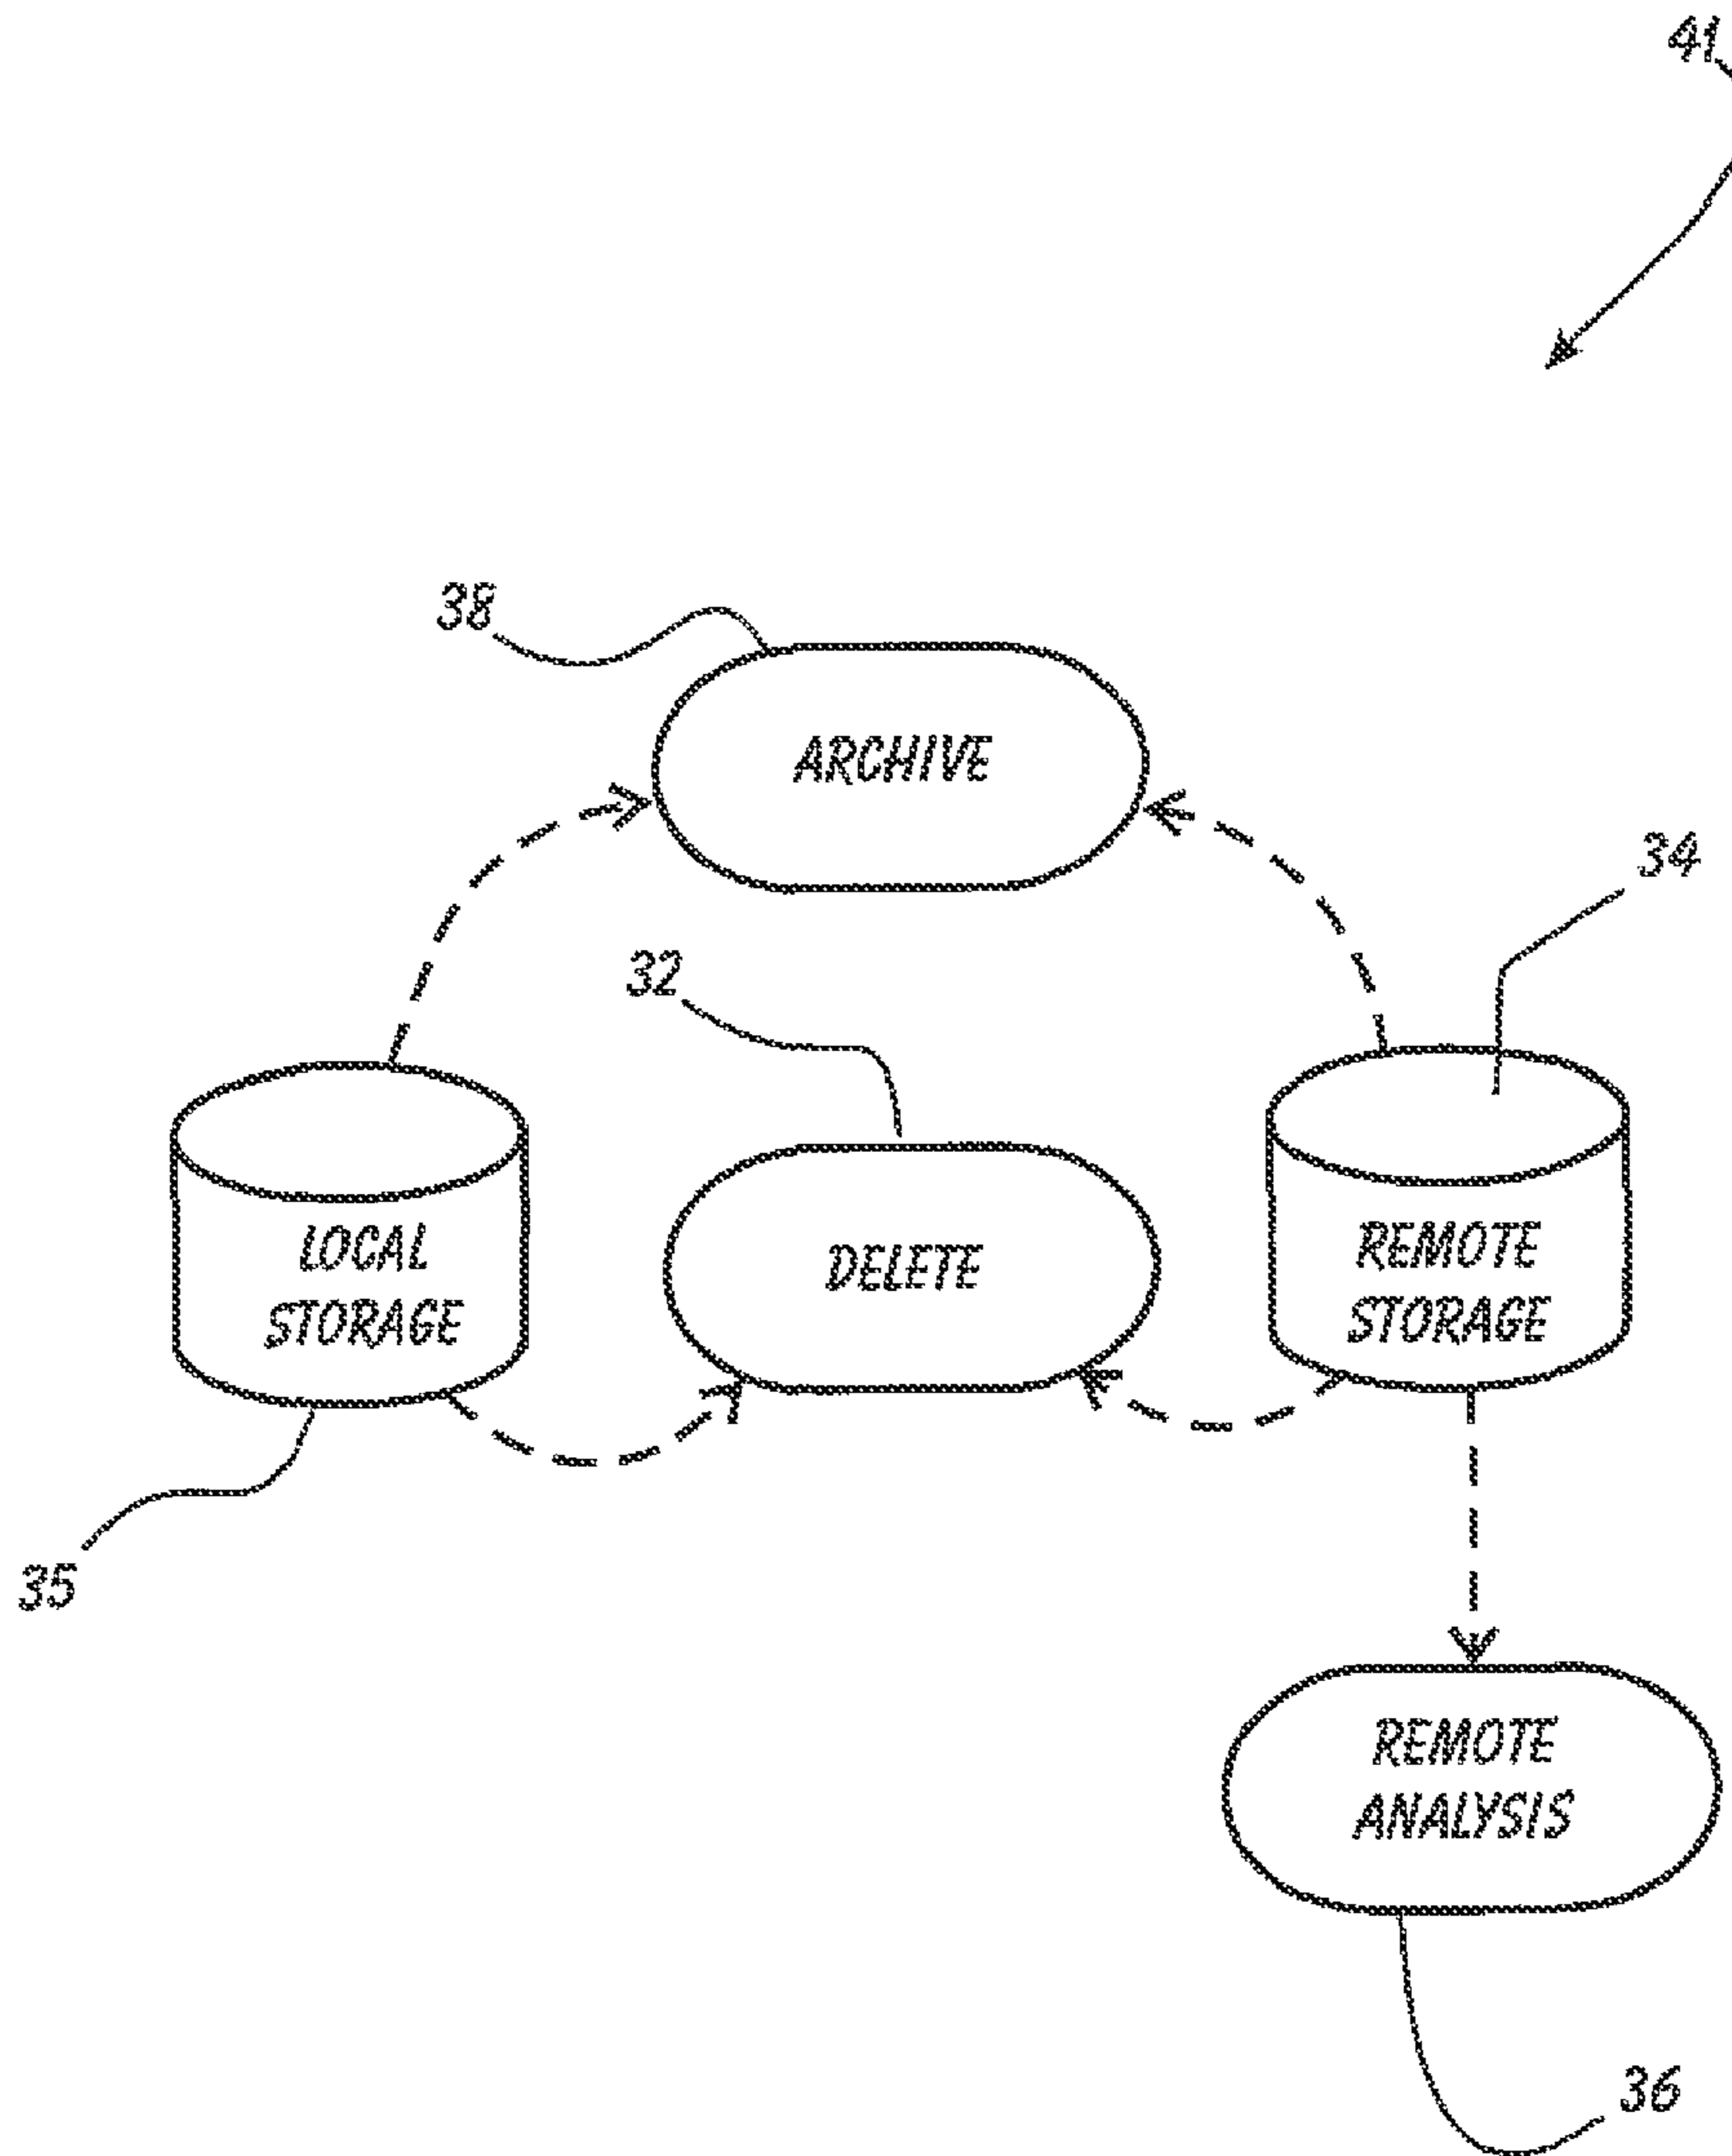 41
38
ARCHIVE
34
32
LOCAL
STORAGE
DELETE
REMOTE
STORAGE
35
REMOTE
ANALYSIS
36